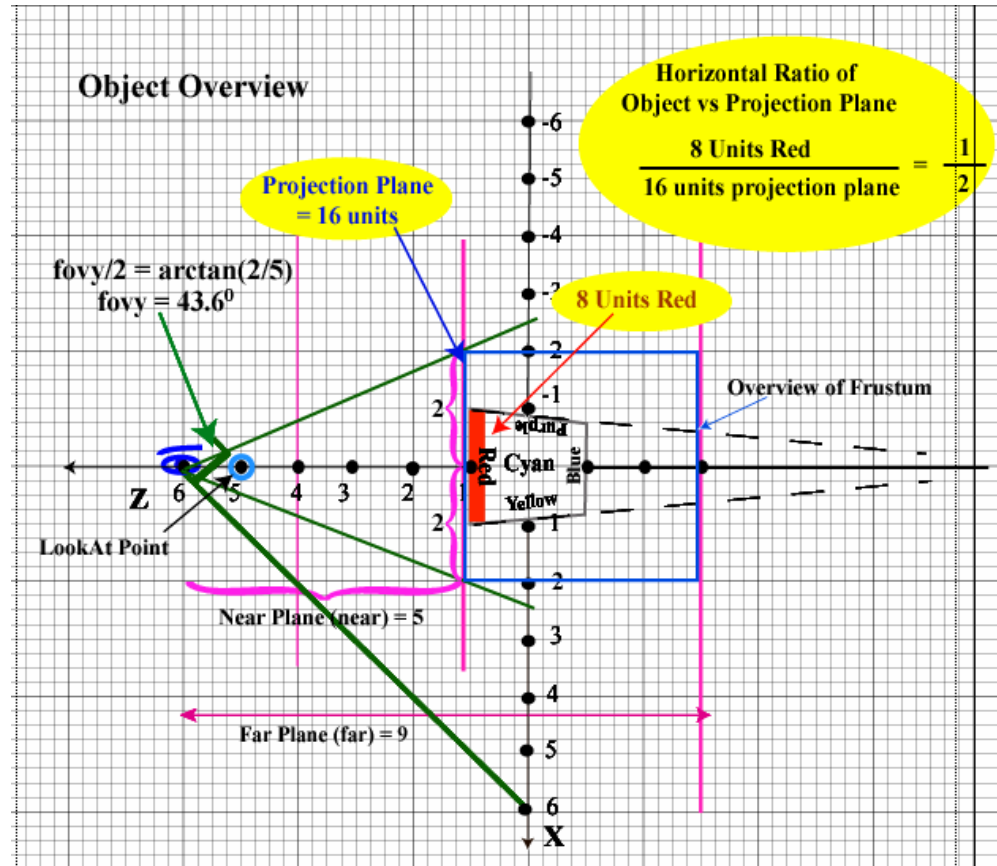 Object Overview
Horizontal Ratio of
Object vs Projection Plane
8 Units Red
16 units projection plane
=
1
2
Projection Plane
= 16 units
fovy/2 = arctan(2/5)
fovy = 43.6⁰
8 Units Red
Overview of Frustum
-6
-5
-4
-3
2
-1
2
2
Purple
Red
Cyan
Blue
Yellow
6
5
4
3
2
1
Z
LookAt Point
Near Plane (near) = 5
Far Plane (far) = 9
1
2
3
4
5
6
X